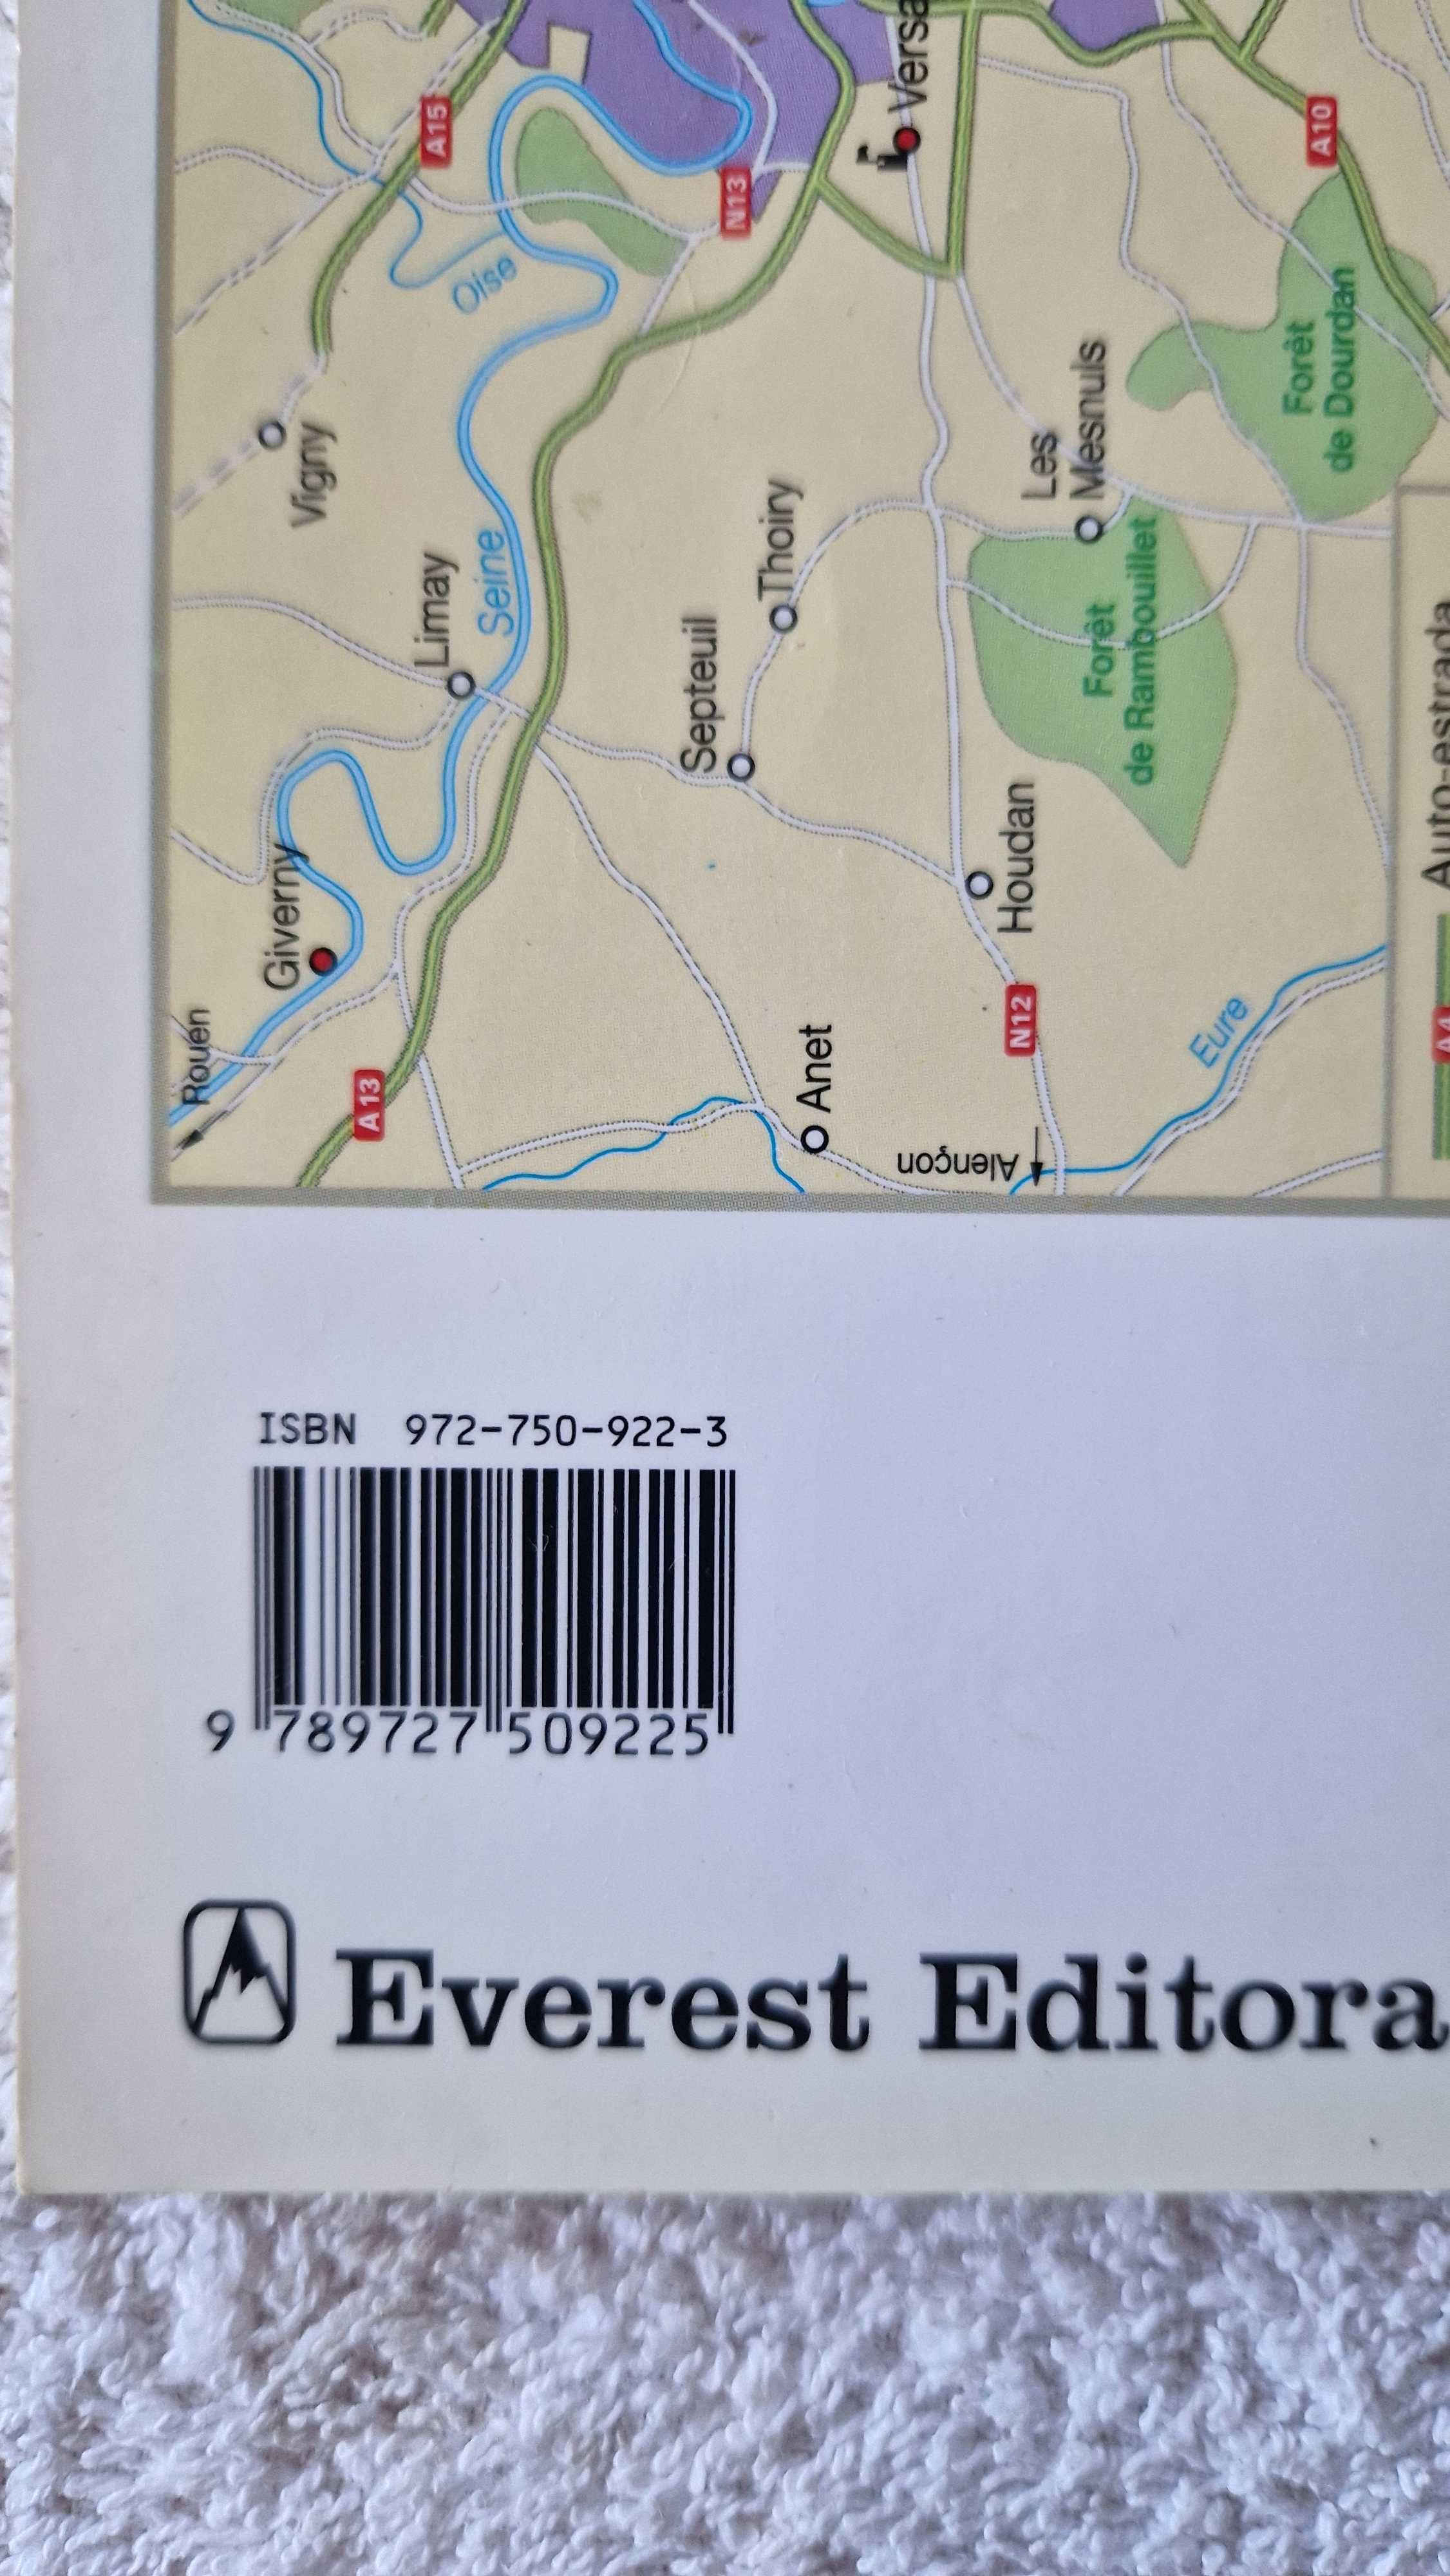 A15
N13
Versa
A10
Oise
Vigny
Forêt
de Dourdan
Les
Mesnuls
Thoiry
Limay
Seine
Septeuil
Forêt
de Rambouillet
Giverny
Houdan
Rouen
A13
Anet
N12
Eure
Alençon
Auto-estrada
A4
ISBN 972-750-922-3
9 789727 509225
Everest Editora